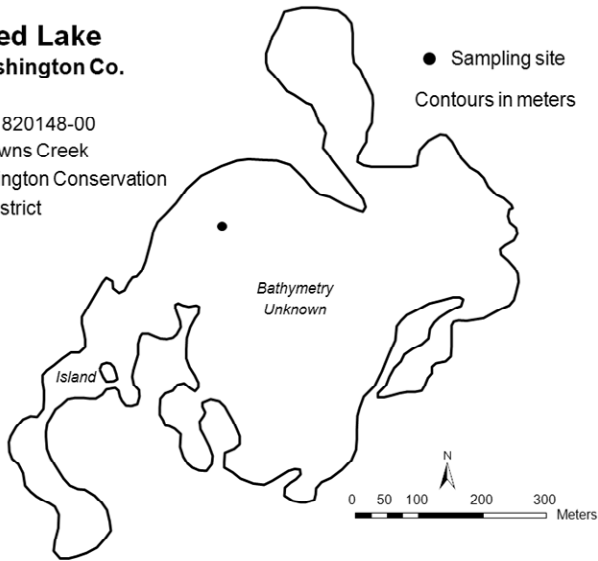 ed Lake
shington Co.
820148-00
wns Creek
ington Conservation
strict
Sampling site
Contours in meters
Bathymetry
Unknown
Island
N
0 50 100 200 300
Meters